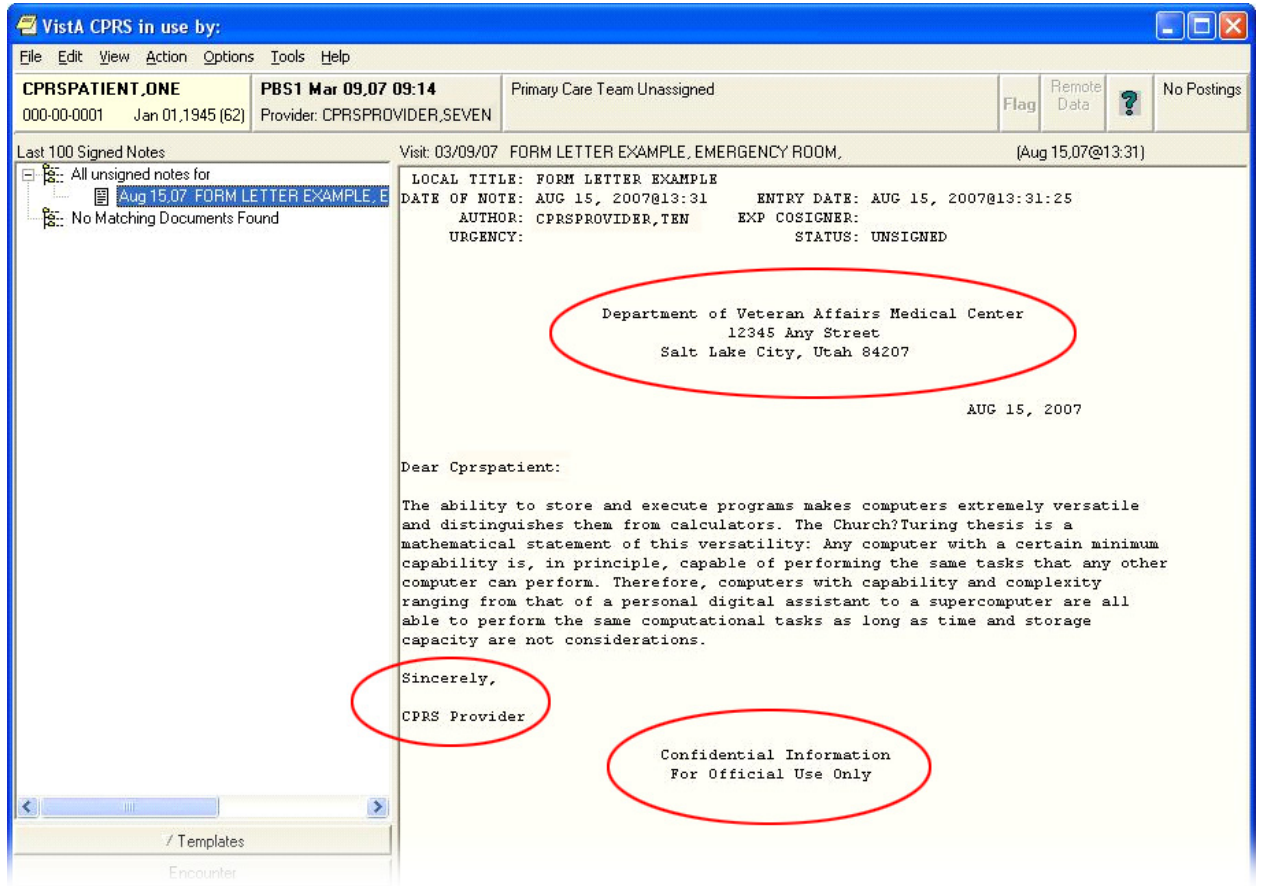 VistA CPRS in use by:
File Edit View Action Options Tools Help
CPRSPATIENT,ONE
000-00-0001 Jan 01,1945 (62)
PBS1 Mar 09,07 09:14
Provider: CPRSPROVIDER,SEVEN
Primary Care Team Unassigned
Flag
Remote
Data
?
No Postings
Last 100 Signed Notes
Visit: 03/09/07 FORM LETTER EXAMPLE, EMERGENCY ROOM, (Aug 15,07@13:31)
All unsigned notes for
Aug 15,07 FORM LETTER EXAMPLE, E
No Matching Documents Found
LOCAL TITLE: FORM LETTER EXAMPLE
DATE OF NOTE: AUG 15, 2007@13:31 ENTRY DATE: AUG 15, 2007@13:31:25
AUTHOR: CPRSPROVIDER,TEN EXP COSIGNER:
URGENCY: STATUS: UNSIGNED
Department of Veteran Affairs Medical Center
12345 Any Street
Salt Lake City, Utah 84207
AUG 15, 2007
Dear Cprspatient:
The ability to store and execute programs makes computers extremely versatile
and distinguishes them from calculators. The Church?Turing thesis is a
mathematical statement of this versatility: Any computer with a certain minimum
capability is, in principle, capable of performing the same tasks that any other
computer can perform. Therefore, computers with capability and complexity
ranging from that of a personal digital assistant to a supercomputer are all
able to perform the same computational tasks as long as time and storage
capacity are not considerations.
Sincerely,
CPRS Provider
Confidential Information
For Official Use Only
/ Templates
Encounter